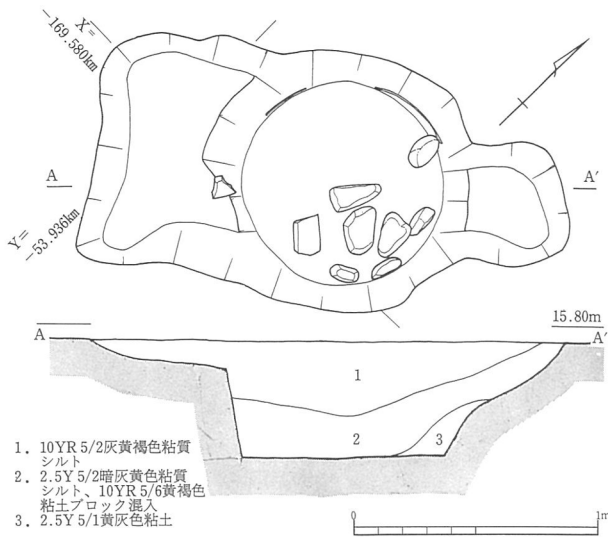 X=
-169.580km
A
A′
Y=
-53.936km
A
15.80m
A′
1
2
3
1. 10YR 5/2灰黄褐色粘質
シルト
2. 2.5Y 5/2暗灰黄色粘質
シルト、10YR 5/6黄褐色
粘土ブロック混入
3. 2.5Y 5/1黄灰色粘土
0
1m